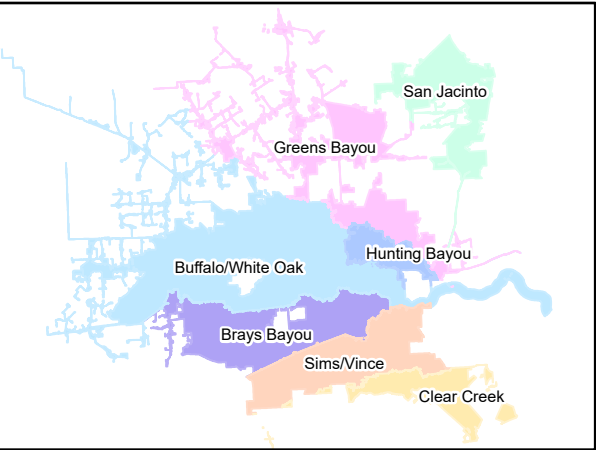 San Jacinto
Greens Bayou
Hunting Bayou
Buffalo/White Oak
Brays Bayou
Sims/Vince
Clear Creek